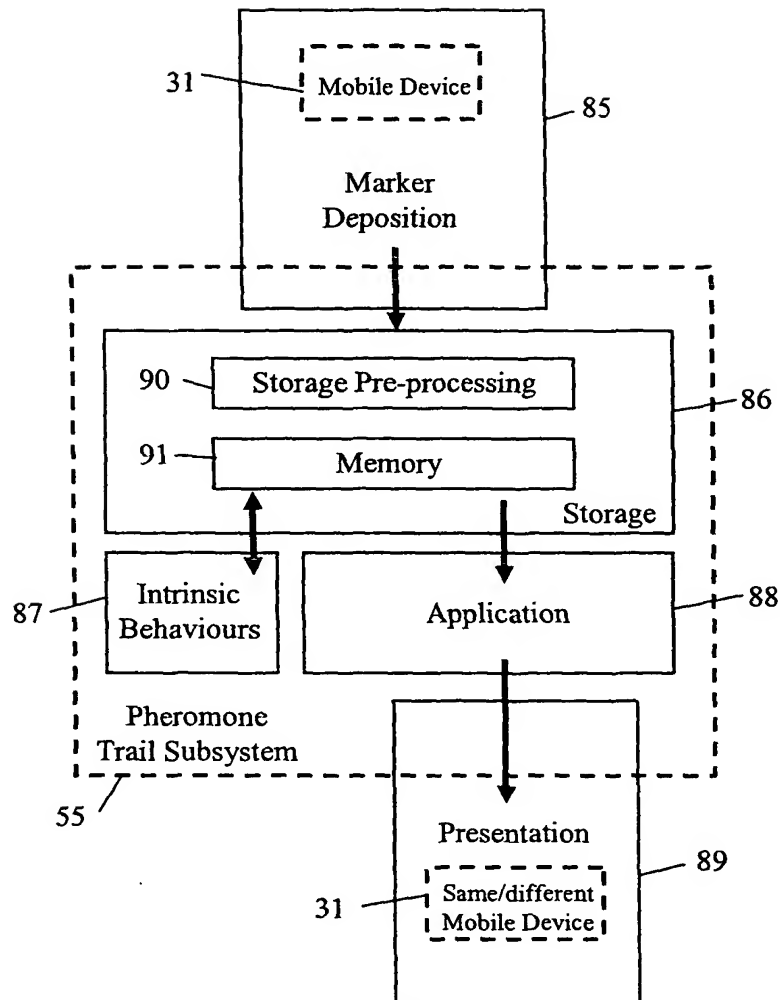 31
Mobile Device
85
Marker
Deposition
90
Storage Pre-processing
86
91
Memory
Storage
87
Intrinsic
Behaviours
Application
88
Pheromone
Trail Subsystem
55
Presentation
89
31
Same/different
Mobile Device